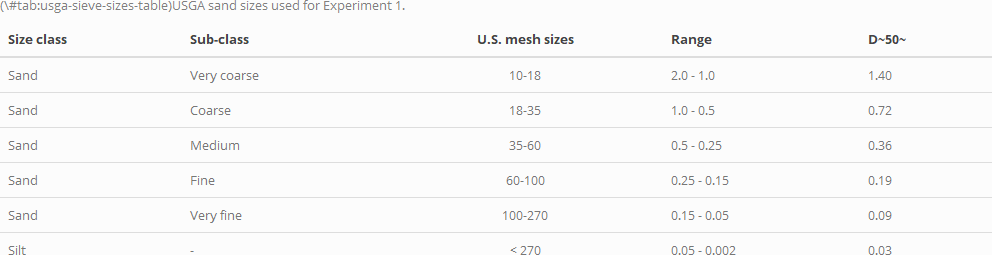 (\#tab:usga-sieve-sizes-table)USGA sand sizes used for Experiment 1.
Size class Sub-class U.S. mesh sizes Range D~50~
Sand Very coarse 10-18 2.0 - 1.0 1.40
Sand Coarse 18-35 1.0 - 0.5 0.72
Sand Medium 35-60 0.5 - 0.25 0.36
Sand Fine 60-100 0.25 - 0.15 0.19
Sand Very fine 100-270 0.15 - 0.05 0.09
Silt - < 270 0.05 - 0.002 0.03